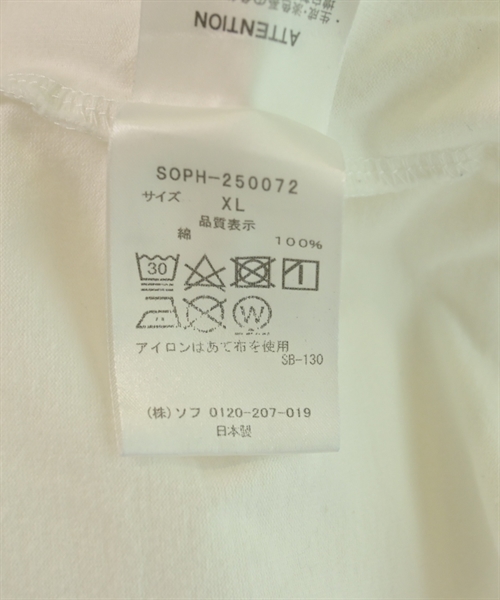 ATTENTION
SOPH-250072
サイズ XL
品質表示
綿 100%
30
W
アイロンはあて布を使用
SB-130
(株)ソフ 0120-207-019
日本製